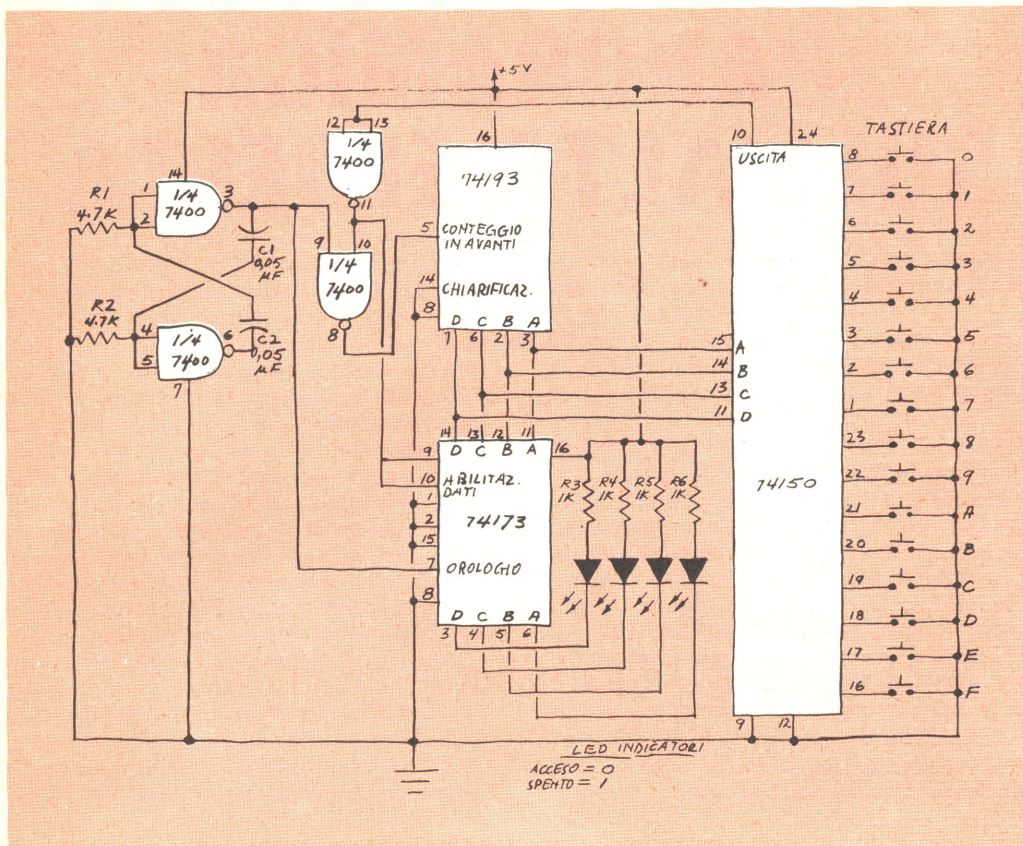 +5V
12 13
1/4
7400
11
14
1
2
1/4
7400
3
R1
4.7K
C1
0,05
µF
9 10
1/4
7400
8
R2
4.7K
4
5
1/4
7400
6
7
C2
0,05
µF
16
74193
5 CONTEGGIO
IN AVANTI
14 CHIARIFICAZ.
8
D C B A
7 6 2 3
14 13 12 11
D C B A
16
9
10 ABILITAZ.
DATI
1
74173
2
15
7 OROLOGIO
8
D C B A
3 4 5 6
R3
1K
R4
1K
R5
1K
R6
1K
LED INDICATORI
ACCESO = 0
SPENTO = 1
10 24
USCITA
15 A
14 B
13 C
11 D
74150
9 12
TASTIERA
8 0
7 1
6 2
5 3
4 4
3 5
2 6
1 7
23 8
22 9
21 A
20 B
19 C
18 D
17 E
16 F